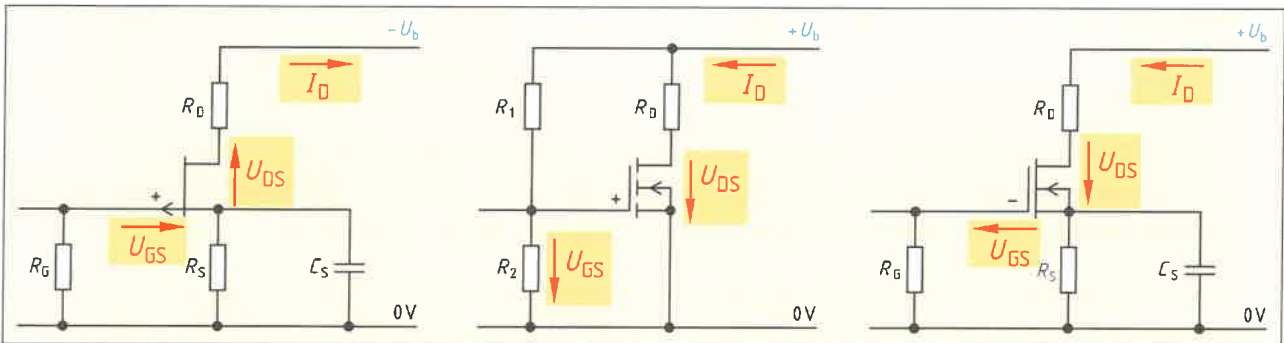 − U_b
I_D
R_D
U_DS
+
U_GS
R_G
R_S
C_S
0V
+ U_b
I_D
R_1
R_D
U_DS
+
R_2
U_GS
0V
+ U_b
I_D
R_D
U_DS
−
U_GS
R_G
R_S
C_S
0V